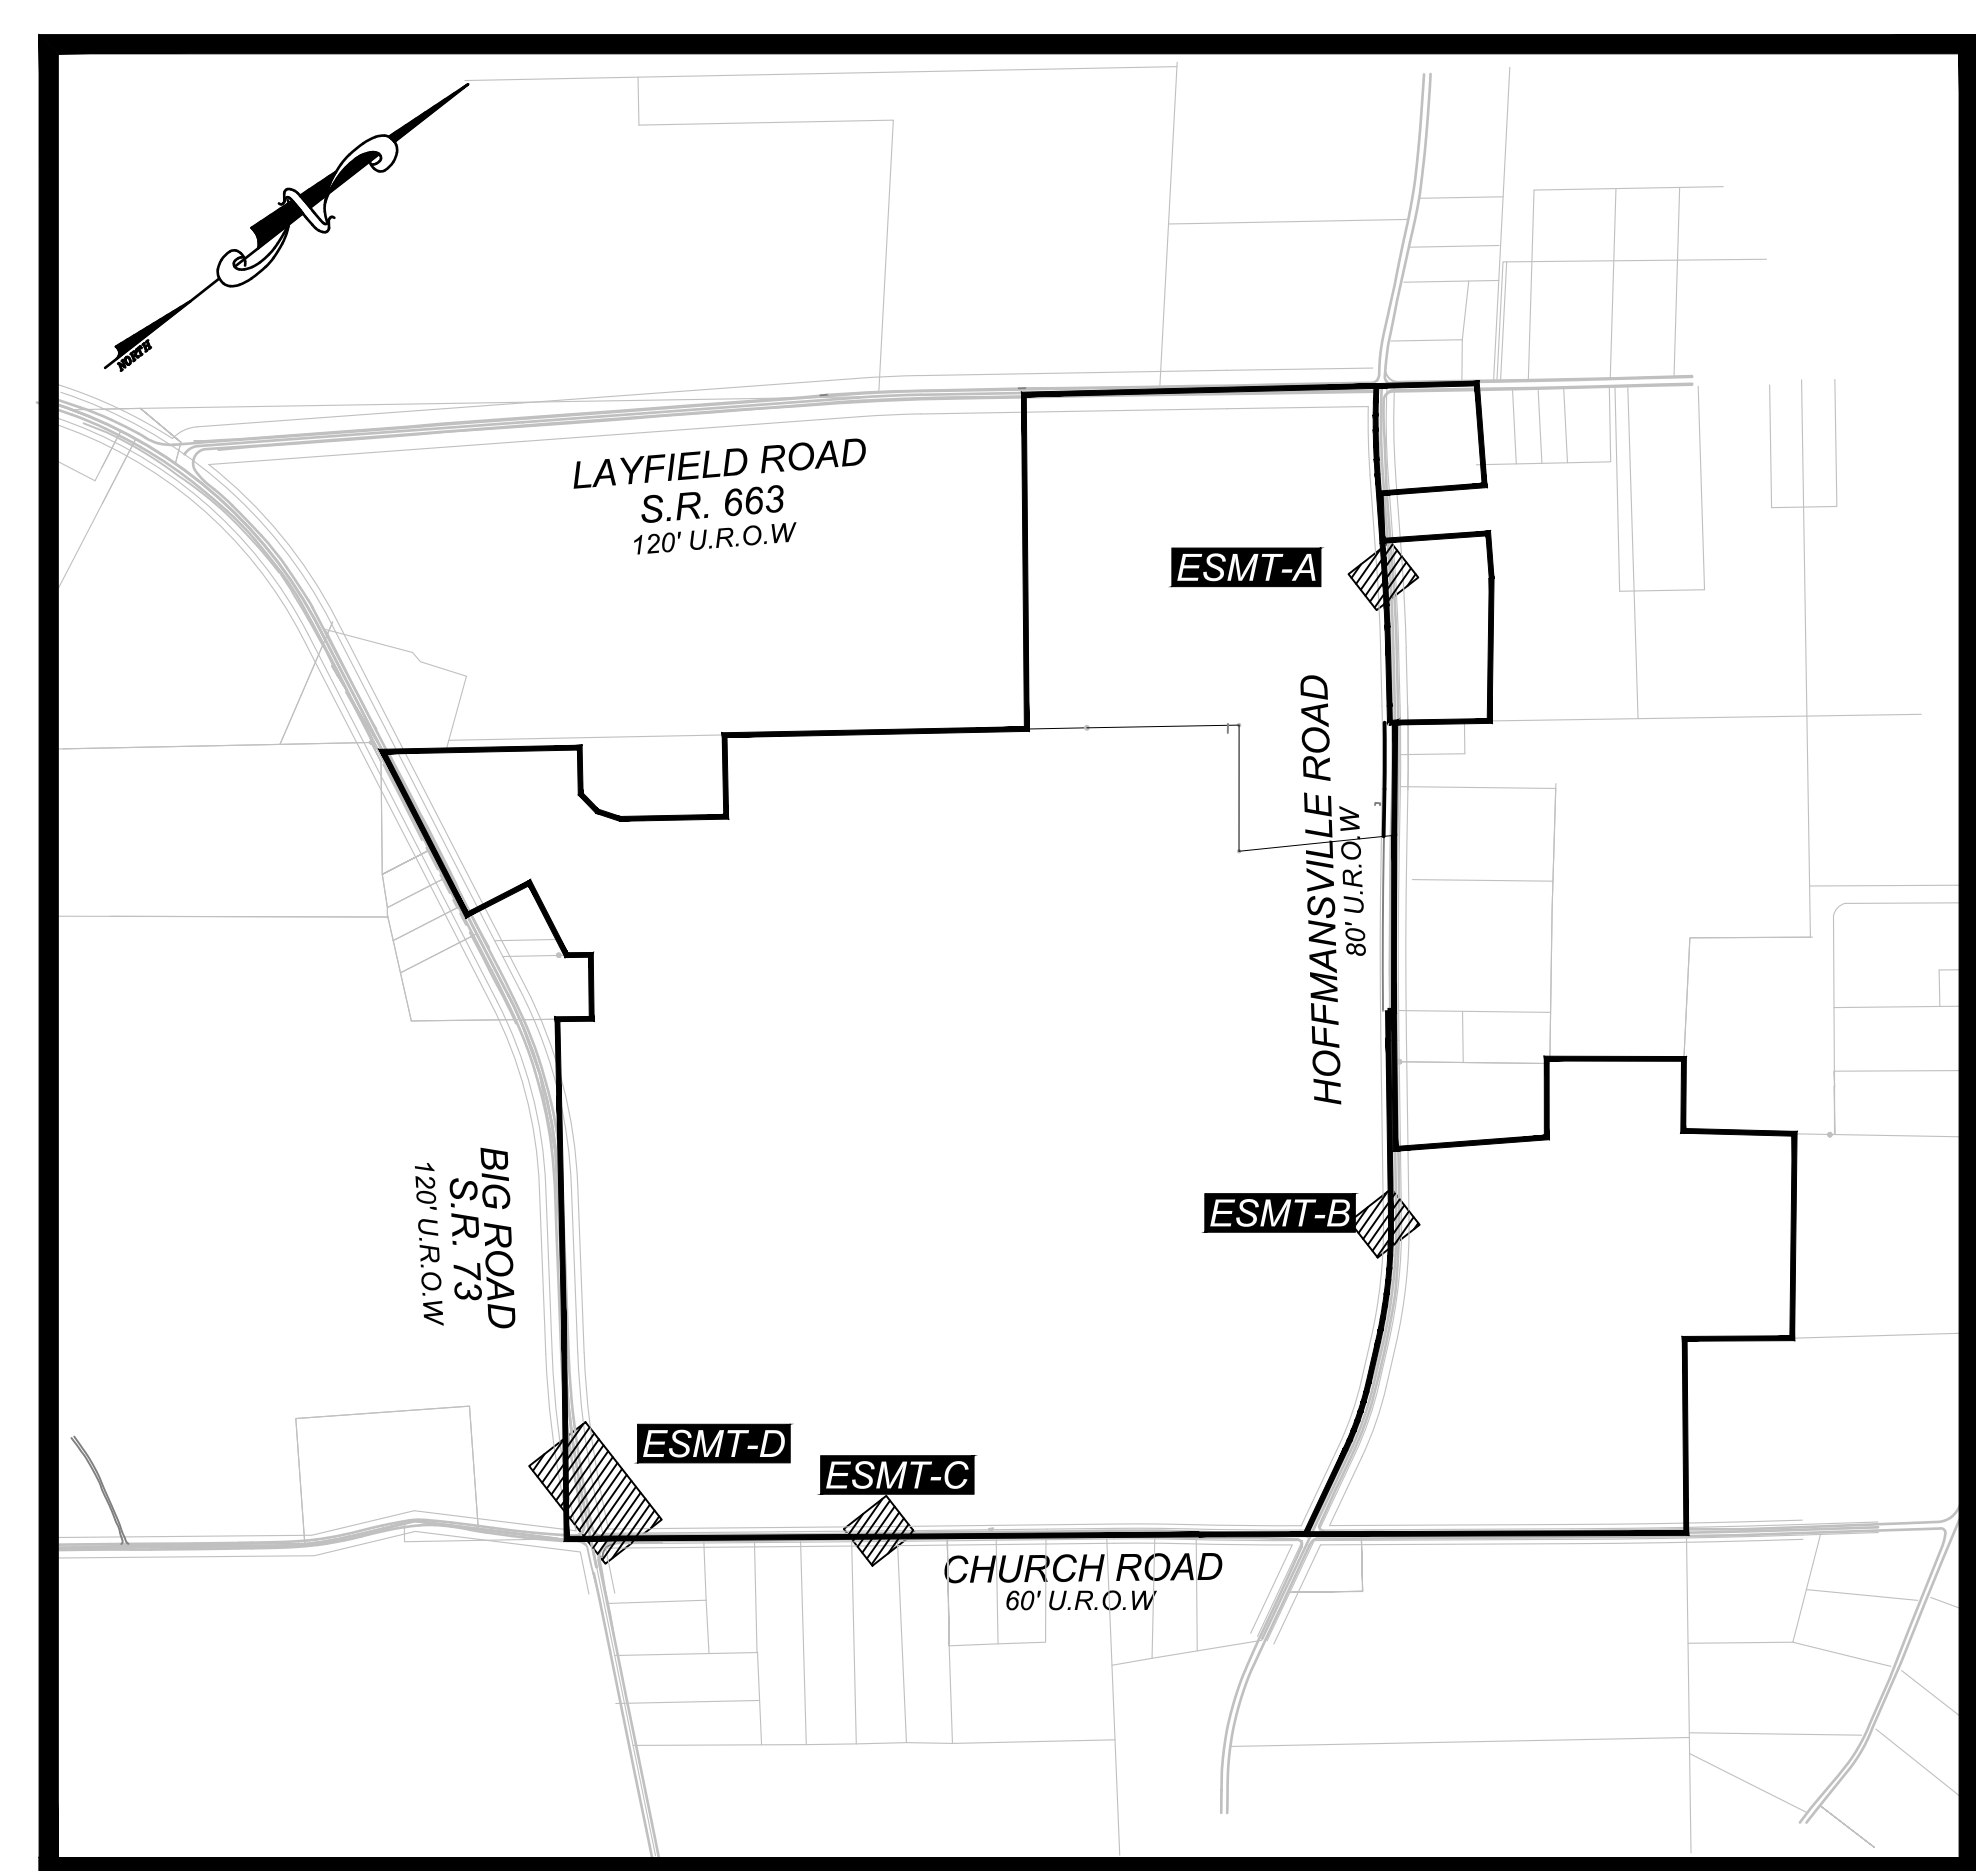 NORTH
LAYFIELD ROAD
S.R. 663
120' U.R.O.W
ESMT-A
HOFFMANSVILLE ROAD
80' U.R.O.W
BIG ROAD
S.R. 73
120' U.R.O.W
ESMT-B
ESMT-D
ESMT-C
CHURCH ROAD
60' U.R.O.W